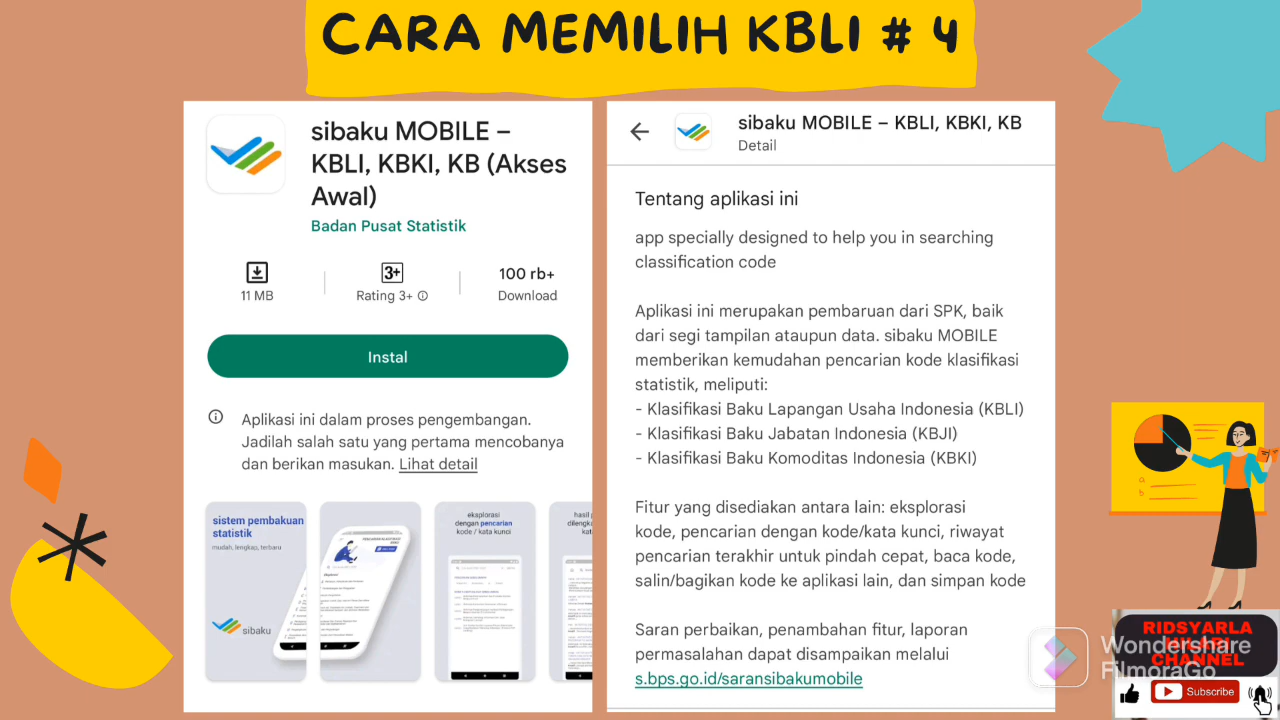 CARA MEMILIH KBLI # 4
sibaku MOBILE –
KBLI, KBKI, KB (Akses
Awal)
Badan Pusat Statistik
3+
100 rb+
11 MB
Rating 3+
Download
Instal
Aplikasi ini dalam proses pengembangan.
Jadilah salah satu yang pertama mencobanya
dan berikan masukan. Lihat detail
sistem pembakuan
statistik
mudah, lengkap, terbaru
sibaku
eksplorasi
dengan pencarian
kode / kata kunci
hasil p
dilengk
kat
sibaku MOBILE – KBLI, KBKI, KB
Detail
Tentang aplikasi ini
app specially designed to help you in searching
classification code
Aplikasi ini merupakan pembaruan dari SPK, baik
dari segi tampilan ataupun data. sibaku MOBILE
memberikan kemudahan pencarian kode klasifikasi
statistik, meliputi:
- Klasifikasi Baku Lapangan Usaha Indonesia (KBLI)
- Klasifikasi Baku Jabatan Indonesia (KBJI)
- Klasifikasi Baku Komoditas Indonesia (KBKI)
Fitur yang disediakan antara lain: eksplorasi
kode, pencarian dengan kode/kata kunci, riwayat
pencarian terakhir untuk pindah cepat, baca kode,
salin/bagikan kode ke aplikasi lain, dan simpan kode
Saran perbaikan, penambahan fitur, laporan
permasalahan dapat disampaikan melalui
s.bps.go.id/saransibakumobile
a
b
RIDSYARLA
CHANNEL
Wondershare
FilmoraGo
Subscribe